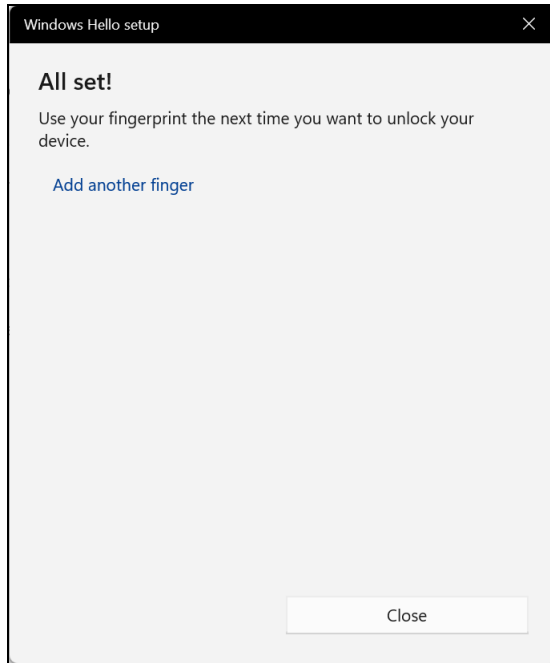 Windows Hello setup
All set!
Use your fingerprint the next time you want to unlock your
device.
Add another finger
Close